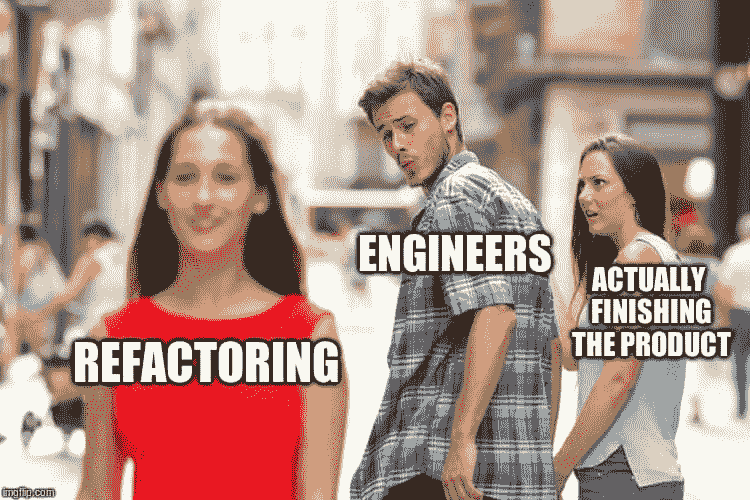 ENGINEERS
ACTUALLY
FINISHING
THE PRODUCT
REFACTORING
imgflip.com